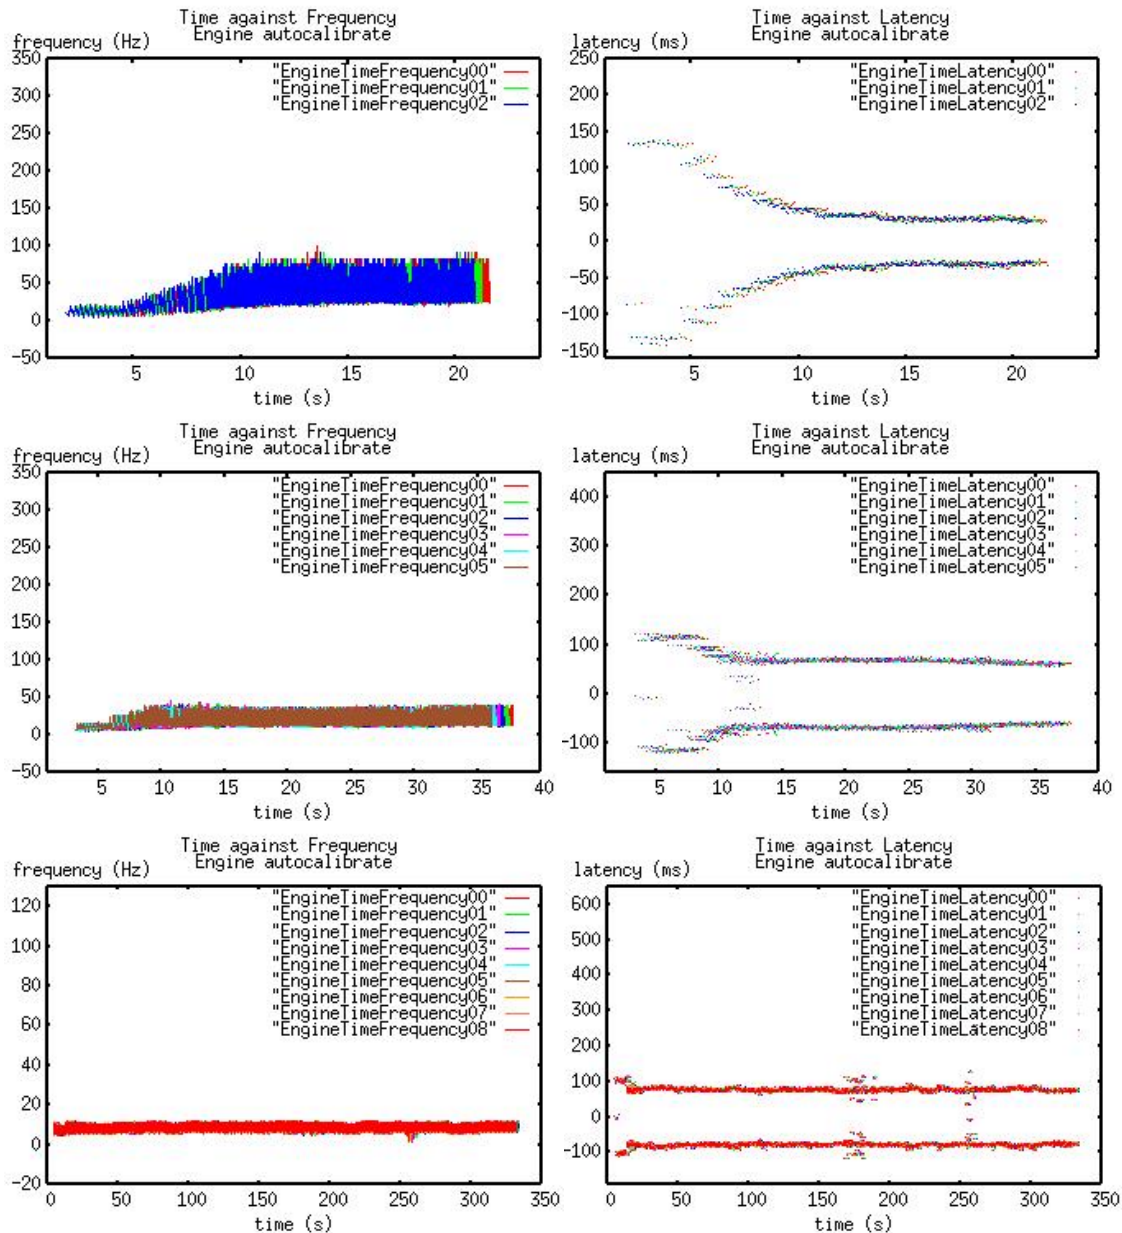 Time against Frequency
Engine autocalibrate
frequency (Hz)
350
300
250
200
150
100
50
0
-50
"EngineTimeFrequency00"
"EngineTimeFrequency01"
"EngineTimeFrequency02"
5 10 15 20
time (s)
Time against Latency
Engine autocalibrate
latency (ms)
250
200
150
100
50
0
-50
-100
-150
"EngineTimeLatency00"
"EngineTimeLatency01"
"EngineTimeLatency02"
5 10 15 20
time (s)
Time against Frequency
Engine autocalibrate
frequency (Hz)
350
300
250
200
150
100
50
0
-50
"EngineTimeFrequency00"
"EngineTimeFrequency01"
"EngineTimeFrequency02"
"EngineTimeFrequency03"
"EngineTimeFrequency04"
"EngineTimeFrequency05"
5 10 15 20 25 30 35 40
time (s)
Time against Latency
Engine autocalibrate
latency (ms)
400
300
200
100
0
-100
"EngineTimeLatency00"
"EngineTimeLatency01"
"EngineTimeLatency02"
"EngineTimeLatency03"
"EngineTimeLatency04"
"EngineTimeLatency05"
5 10 15 20 25 30 35 40
time (s)
Time against Frequency
Engine autocalibrate
frequency (Hz)
120
100
80
60
40
20
0
-20
"EngineTimeFrequency00"
"EngineTimeFrequency01"
"EngineTimeFrequency02"
"EngineTimeFrequency03"
"EngineTimeFrequency04"
"EngineTimeFrequency05"
"EngineTimeFrequency06"
"EngineTimeFrequency07"
"EngineTimeFrequency08"
0 50 100 150 200 250 300 350
time (s)
Time against Latency
Engine autocalibrate
latency (ms)
600
500
400
300
200
100
0
-100
"EngineTimeLatency00"
"EngineTimeLatency01"
"EngineTimeLatency02"
"EngineTimeLatency03"
"EngineTimeLatency04"
"EngineTimeLatency05"
"EngineTimeLatency06"
"EngineTimeLatency07"
"EngineTimeLatency08"
0 50 100 150 200 250 300 350
time (s)